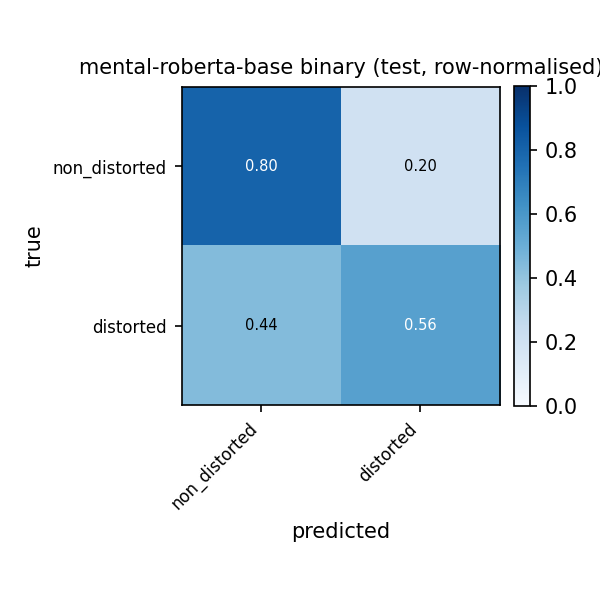 mental-roberta-base binary (test, row-normalised)
1.0
non_distorted
0.80
0.20
0.8
true
0.6
0.4
distorted
0.44
0.56
0.2
0.0
non_distorted
distorted
predicted